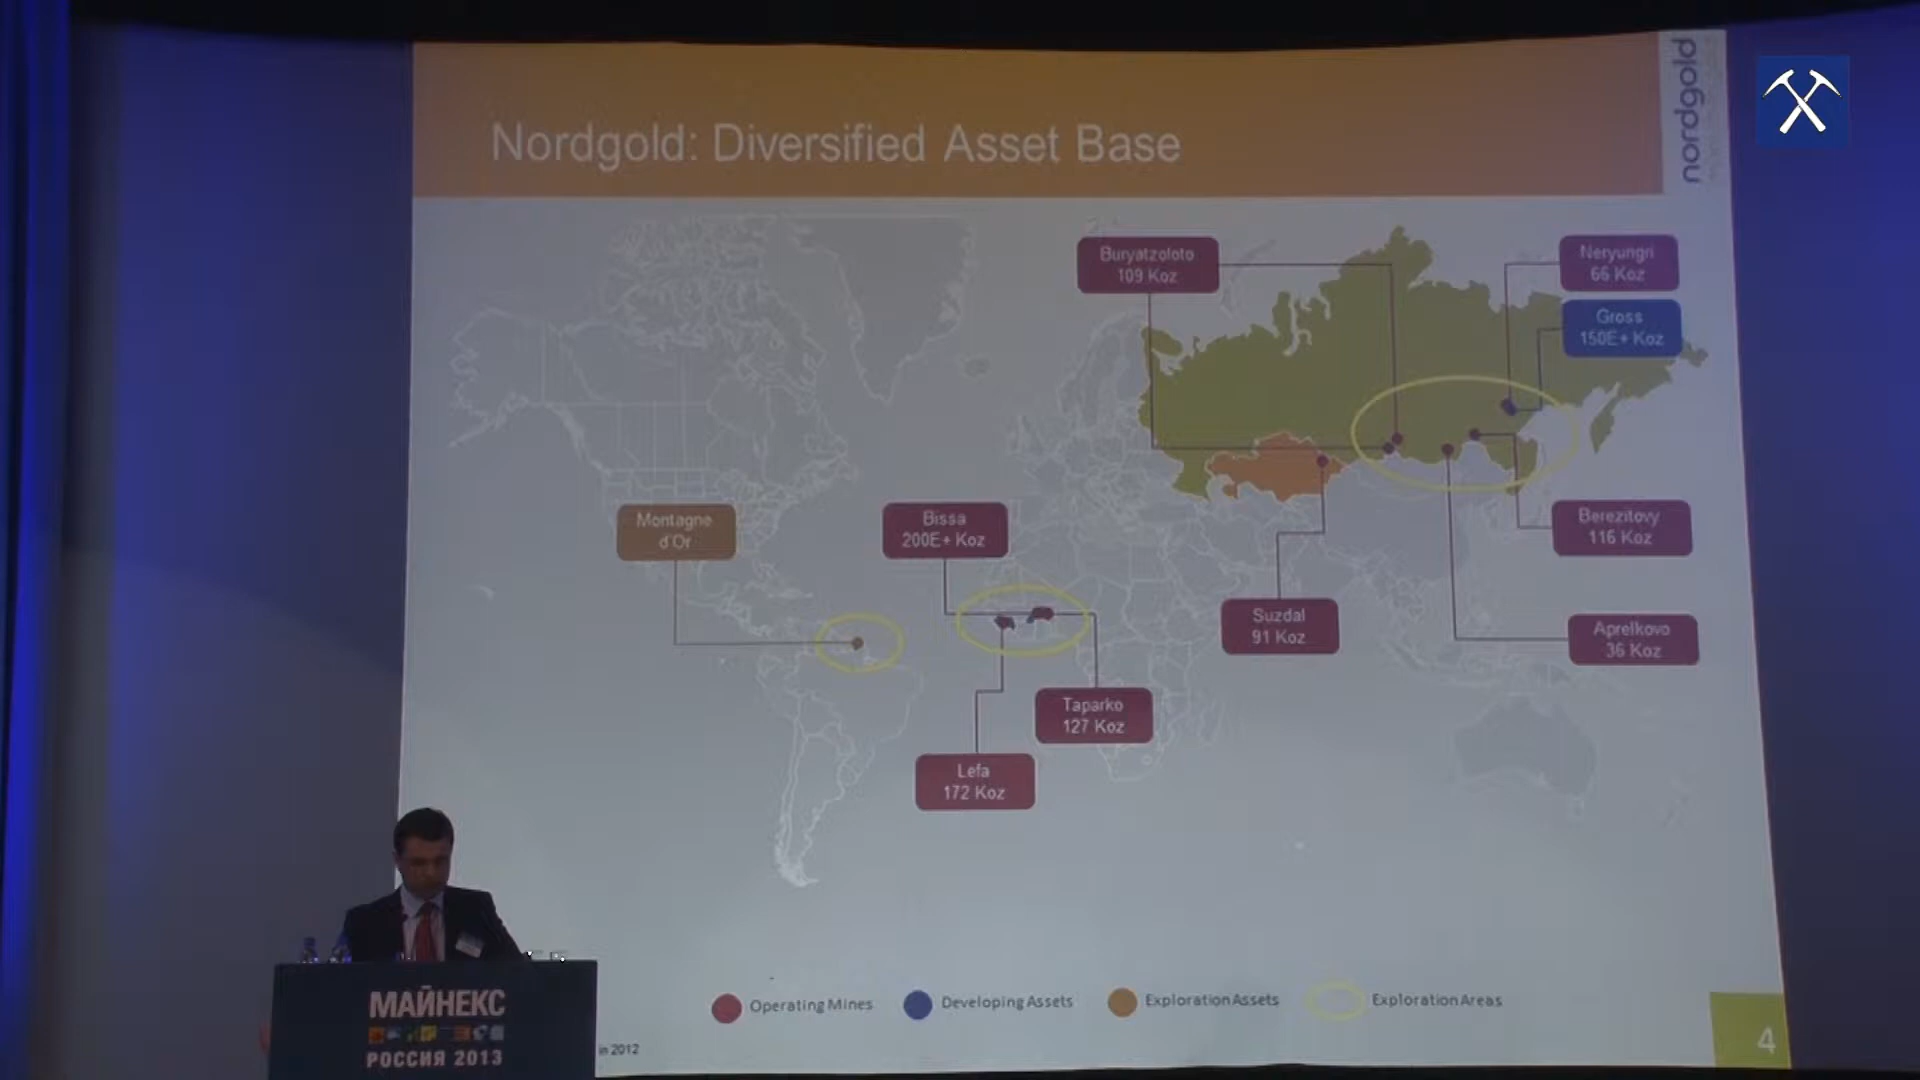 Nordgold: Diversified Asset Base
nordgold
Buryatzoloto
109 Koz
Neryungri
66 Koz
Gross
150E+ Koz
Montagne
d'Or
Bissa
200E+ Koz
Berezitovy
116 Koz
Suzdal
91 Koz
Aprelkovo
36 Koz
Taparko
127 Koz
Lefa
172 Koz
Operating Mines
Developing Assets
Exploration Assets
Exploration Areas
in 2012
4
МАЙНЕКС
РОССИЯ 2013